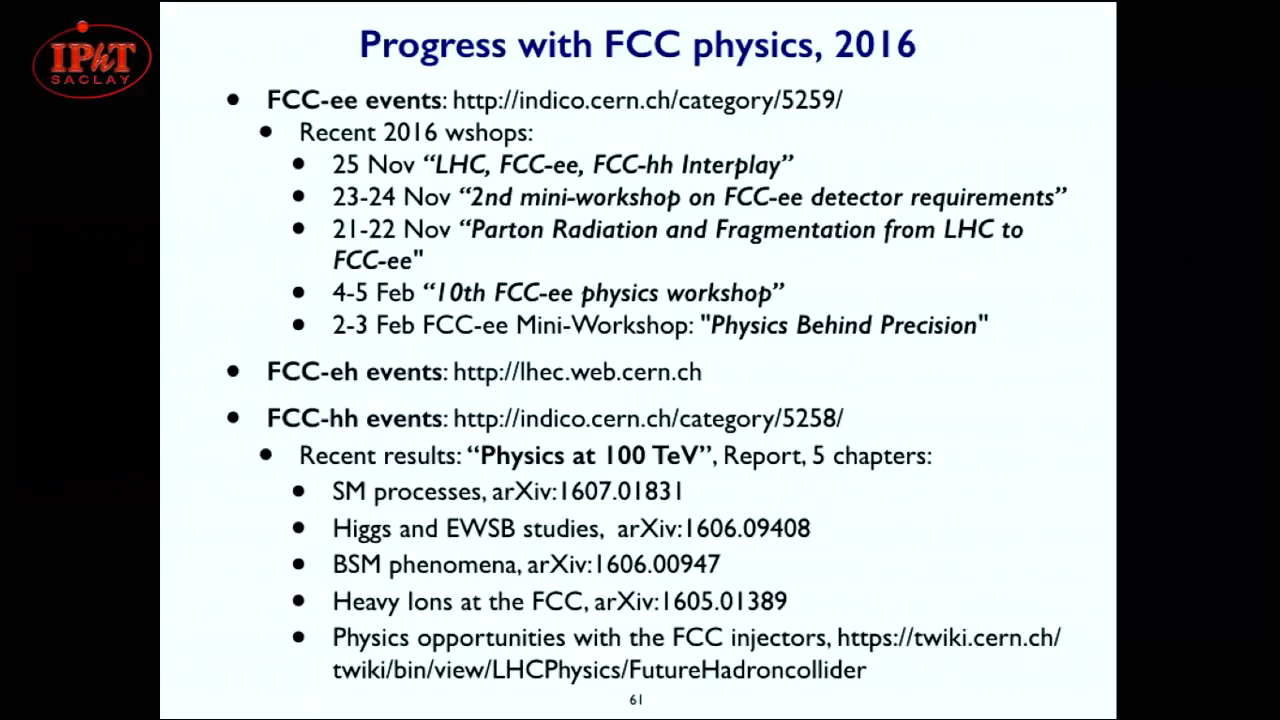 IPhT
SACLAY
Progress with FCC physics, 2016
• FCC-ee events: http://indico.cern.ch/category/5259/
• Recent 2016 wshops:
• 25 Nov “LHC, FCC-ee, FCC-hh Interplay”
• 23-24 Nov “2nd mini-workshop on FCC-ee detector requirements”
• 21-22 Nov “Parton Radiation and Fragmentation from LHC to
FCC-ee"
• 4-5 Feb “10th FCC-ee physics workshop”
• 2-3 Feb FCC-ee Mini-Workshop: "Physics Behind Precision"
• FCC-eh events: http://lhec.web.cern.ch
• FCC-hh events: http://indico.cern.ch/category/5258/
• Recent results: “Physics at 100 TeV”, Report, 5 chapters:
• SM processes, arXiv:1607.01831
• Higgs and EWSB studies, arXiv:1606.09408
• BSM phenomena, arXiv:1606.00947
• Heavy Ions at the FCC, arXiv:1605.01389
• Physics opportunities with the FCC injectors, https://twiki.cern.ch/
twiki/bin/view/LHCPhysics/FutureHadroncollider
61